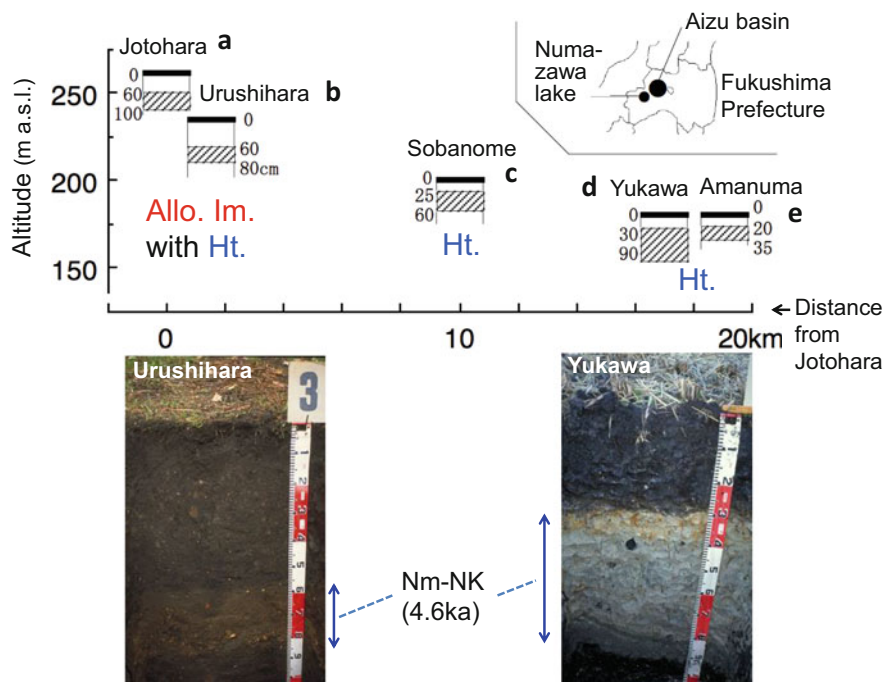 Jotohara a
0
60
100
Urushihara b
0
60
80cm
Allo. Im.
with Ht.
Sobanome
c
0
25
60
Ht.
d
Yukawa
0
30
90
Amanuma
e
0
20
35
Ht.
Numa-
zawa
lake
Aizu basin
Fukushima
Prefecture
Altitude (m a.s.l.)
250
200
150
0
10
20km
Distance
from
Jotohara
Urushihara
3
Yukawa
Nm-NK
(4.6ka)